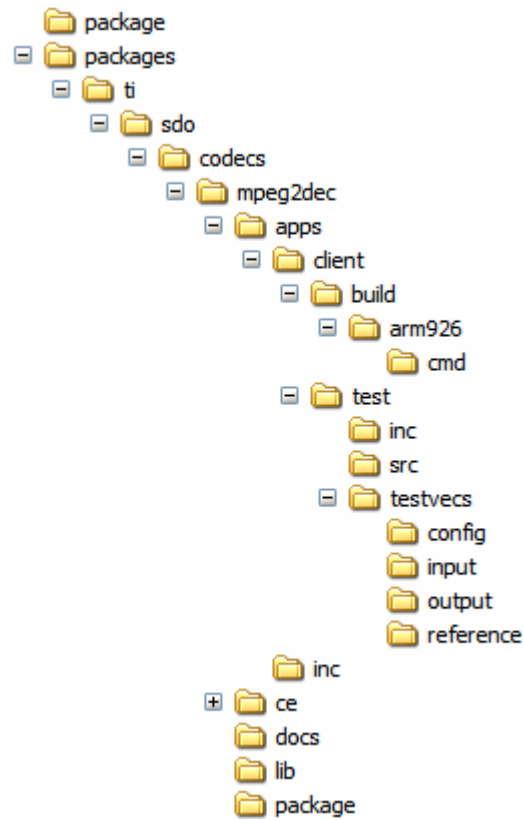 package
packages
ti
sdo
codecs
mpeg2dec
apps
client
build
arm926
cmd
test
inc
src
testvecs
config
input
output
reference
inc
ce
docs
lib
package